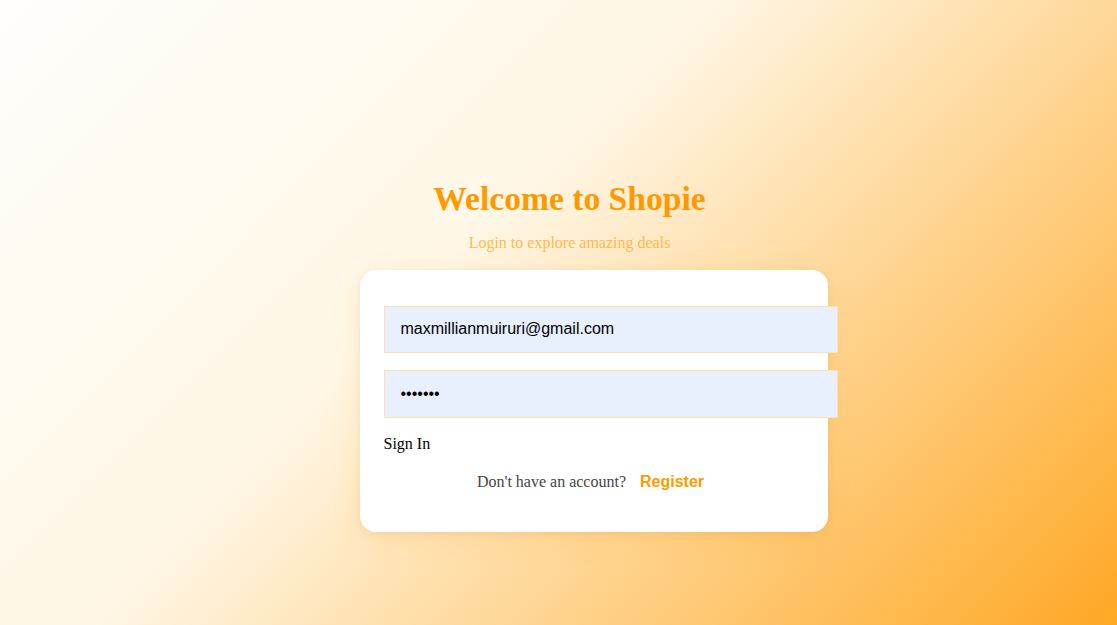 Welcome to Shopie
Login to explore amazing deals
maxmillianmuiruri@gmail.com
•••••••
Sign In
Don't have an account? Register